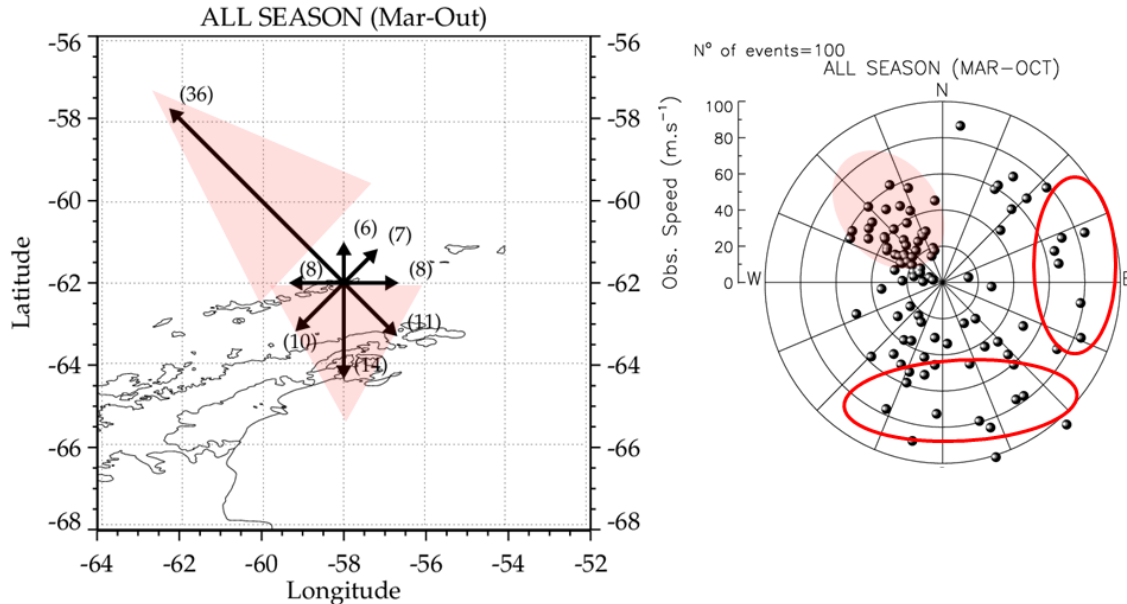 ALL SEASON (Mar-Out)
-56 -56
(36)
-58 -58
-60 -60
(6)
(7)
-62 (8) (8) -62
(11)
(10)
-64 (14) -64
-66 -66
-68 -68
-64 -62 -60 -58 -56 -54 -52
Latitude
Longitude
Nº of events=100
ALL SEASON (MAR-OCT)
N
100
80
60
40
20
0
Obs. Speed (m.s⁻¹)
W
E